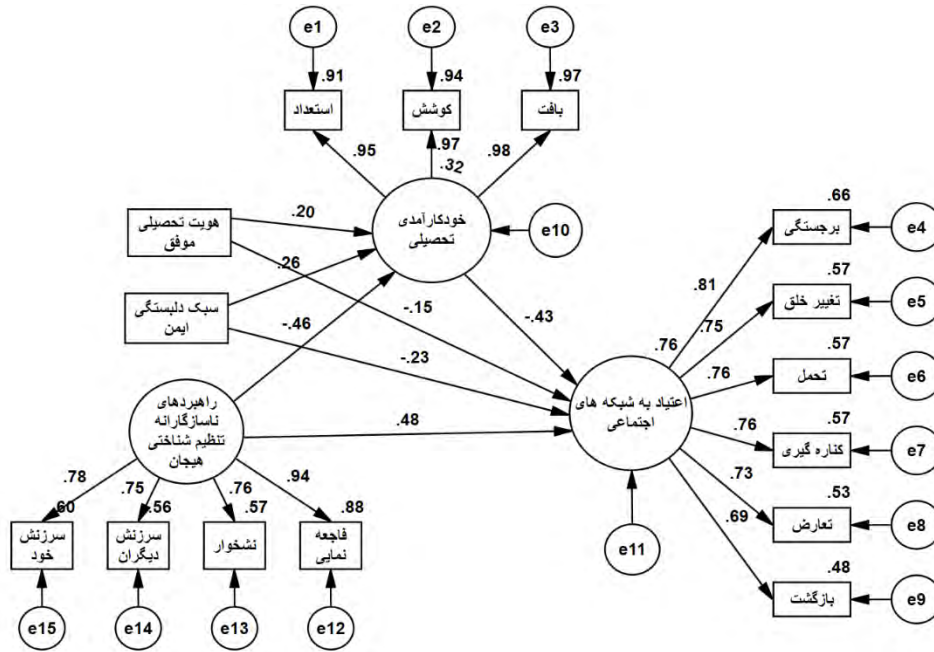 e1
e2
e3
.91
.94
.97
استعداد
کوشش
بافت
.95
.97
.98
.32
خودکارآمدی
تحصیلی
e10
هویت تحصیلی
موفق
.20
.26
-.15
سبک دلبستگی
ایمن
-.46
-.23
-.43
راهبردهای
ناسازگارانه
تنظیم شناختی
هیجان
.48
.76
اعتیاد به شبکه های
اجتماعی
e11
.66
برجستگی
e4
.81
.57
تغییر خلق
e5
.75
.57
تحمل
e6
.76
.57
کناره گیری
e7
.76
.53
تعارض
e8
.73
.48
بازگشت
e9
.69
.78
.75
.76
.94
.60
.56
.57
.88
سرزنش
خود
سرزنش
دیگران
نشخوار
فاجعه
نمایی
e15
e14
e13
e12